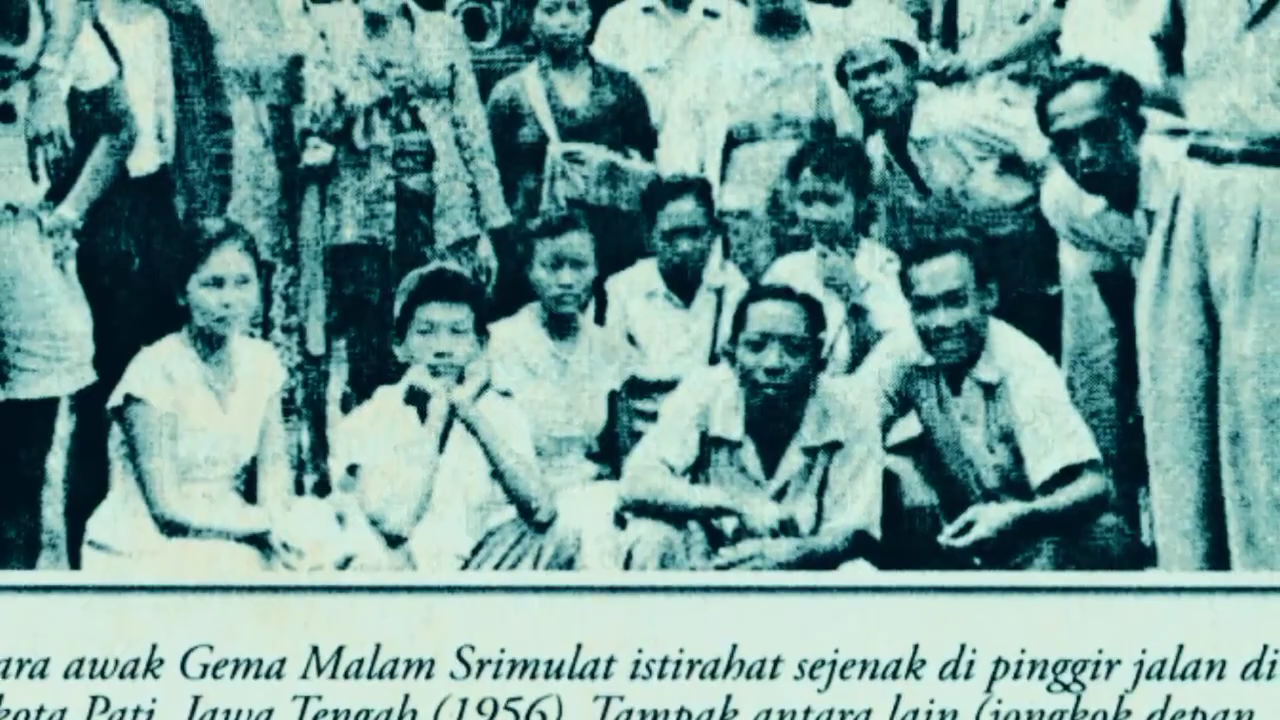 ara awak Gema Malam Srimulat istirahat sejenak di pinggir jalan di
kota Pati, Jawa Tengah (1956). Tampak antara lain (jongkok depan